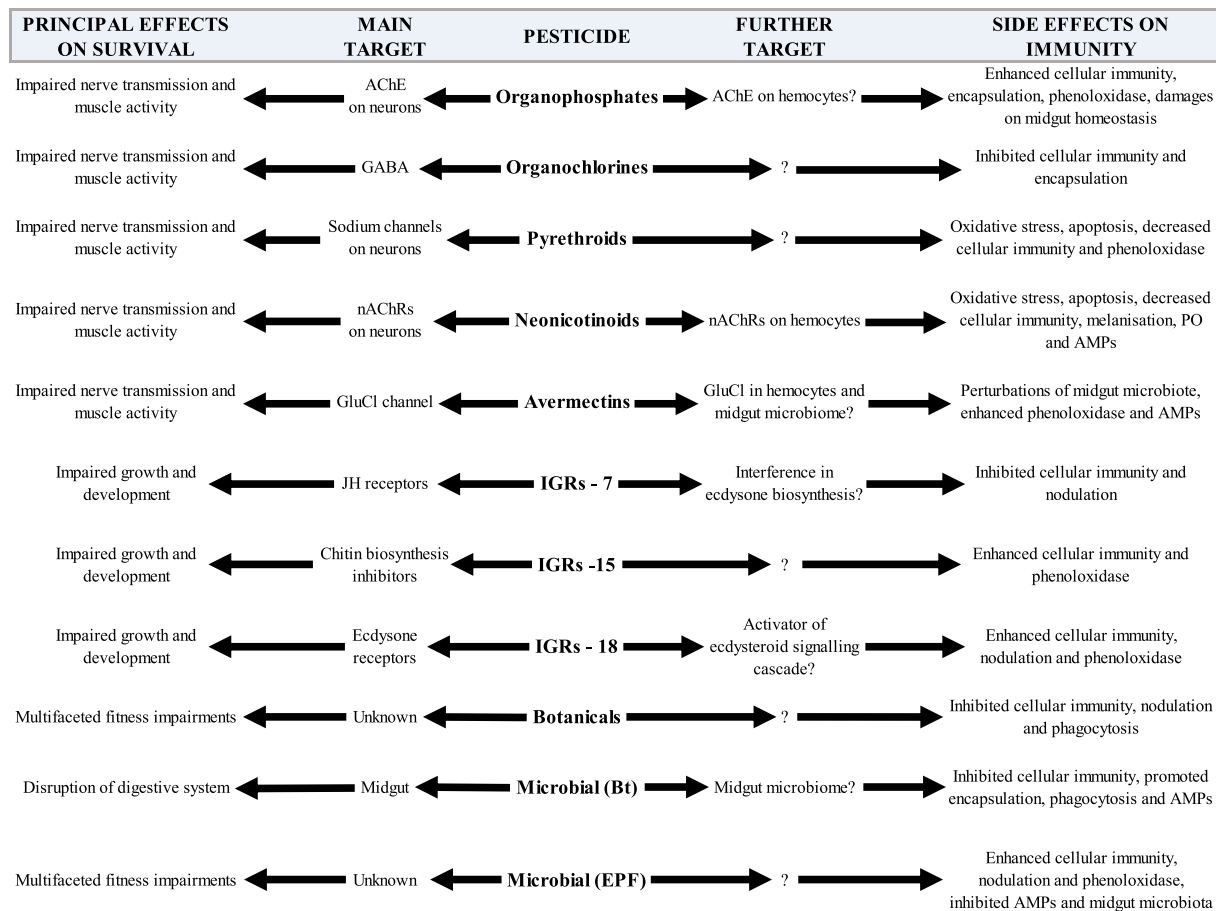 PRINCIPAL EFFECTS
ON SURVIVAL
MAIN
TARGET
PESTICIDE
FURTHER
TARGET
SIDE EFFECTS ON
IMMUNITY
Impaired nerve transmission and
muscle activity
AChE
on neurons
Organophosphates
AChE on hemocytes?
Enhanced cellular immunity,
encapsulation, phenoloxidase, damages
on midgut homeostasis
Impaired nerve transmission and
muscle activity
GABA
Organochlorines
?
Inhibited cellular immunity and
encapsulation
Impaired nerve transmission and
muscle activity
Sodium channels
on neurons
Pyrethroids
?
Oxidative stress, apoptosis, decreased
cellular immunity and phenoloxidase
Impaired nerve transmission and
muscle activity
nAChRs
on neurons
Neonicotinoids
nAChRs on hemocytes
Oxidative stress, apoptosis, decreased
cellular immunity, melanisation, PO
and AMPs
Impaired nerve transmission and
muscle activity
GluCl channel
Avermectins
GluCl in hemocytes and
midgut microbiome?
Perturbations of midgut microbiote,
enhanced phenoloxidase and AMPs
Impaired growth and
development
JH receptors
IGRs - 7
Interference in
ecdysone biosynthesis?
Inhibited cellular immunity and
nodulation
Impaired growth and
development
Chitin biosynthesis
inhibitors
IGRs -15
?
Enhanced cellular immunity and
phenoloxidase
Impaired growth and
development
Ecdysone
receptors
IGRs - 18
Activator of
ecdysteroid signalling
cascade?
Enhanced cellular immunity,
nodulation and phenoloxidase
Multifaceted fitness impairments
Unknown
Botanicals
?
Inhibited cellular immunity, nodulation
and phagocytosis
Disruption of digestive system
Midgut
Microbial (Bt)
Midgut microbiome?
Inhibited cellular immunity, promoted
encapsulation, phagocytosis and AMPs
Multifaceted fitness impairments
Unknown
Microbial (EPF)
?
Enhanced cellular immunity,
nodulation and phenoloxidase,
inhibited AMPs and midgut microbiota